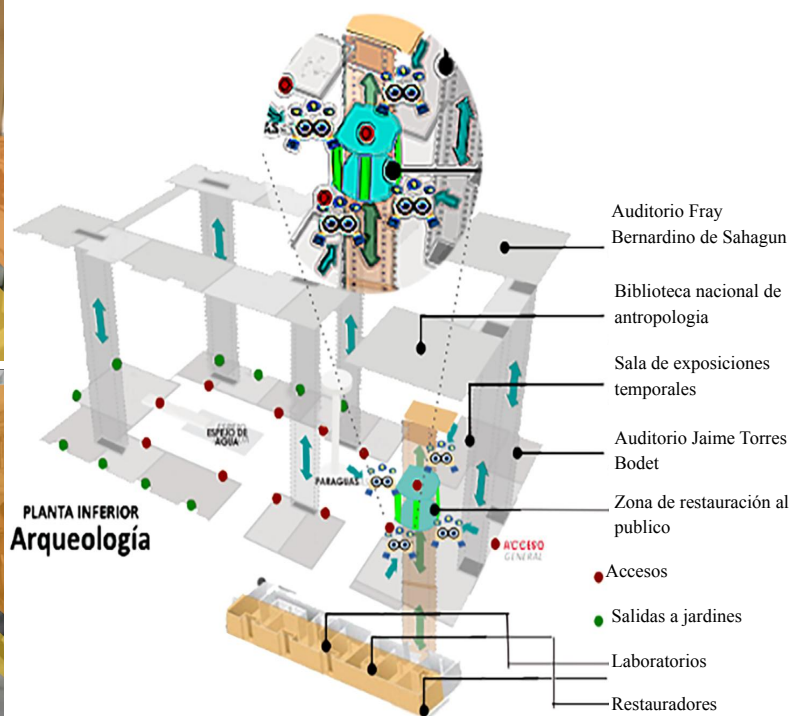 AS
Auditorio Fray
Bernardino de Sahagun
Biblioteca nacional de
antropologia
Sala de exposiciones
temporales
Auditorio Jaime Torres
Bodet
Zona de restauración al
publico
ESPEJO DE
AGUA
PARAGUAS
PLANTA INFERIOR
Arqueología
ACCESO
GENERAL
Accesos
Salidas a jardines
Laboratorios
Restauradores